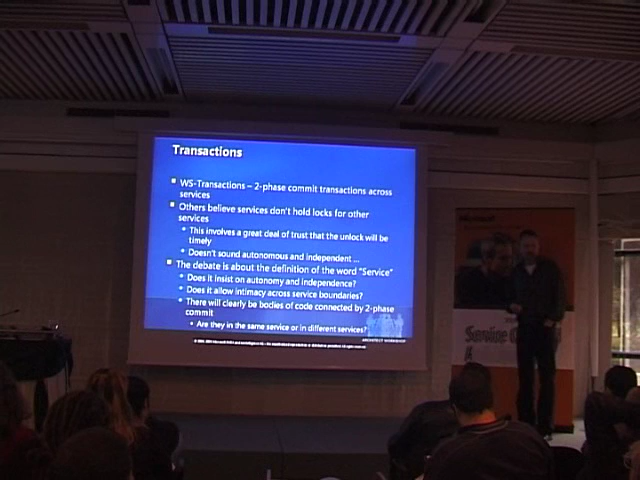 Transactions
WS-Transactions – 2-phase commit transactions across
services
Others believe services don't hold locks for other
services
This involves a great deal of trust that the unlock will be
timely
Doesn't sound autonomous and independent ...
The debate is about the definition of the word "Service"
Does it insist on autonomy and independence?
Does it allow intimacy across service boundaries?
There will clearly be bodies of code connected by 2-phase
commit
Are they in the same service or in different services?
ARCHITECT WORKSHOP
Microsoft
Service